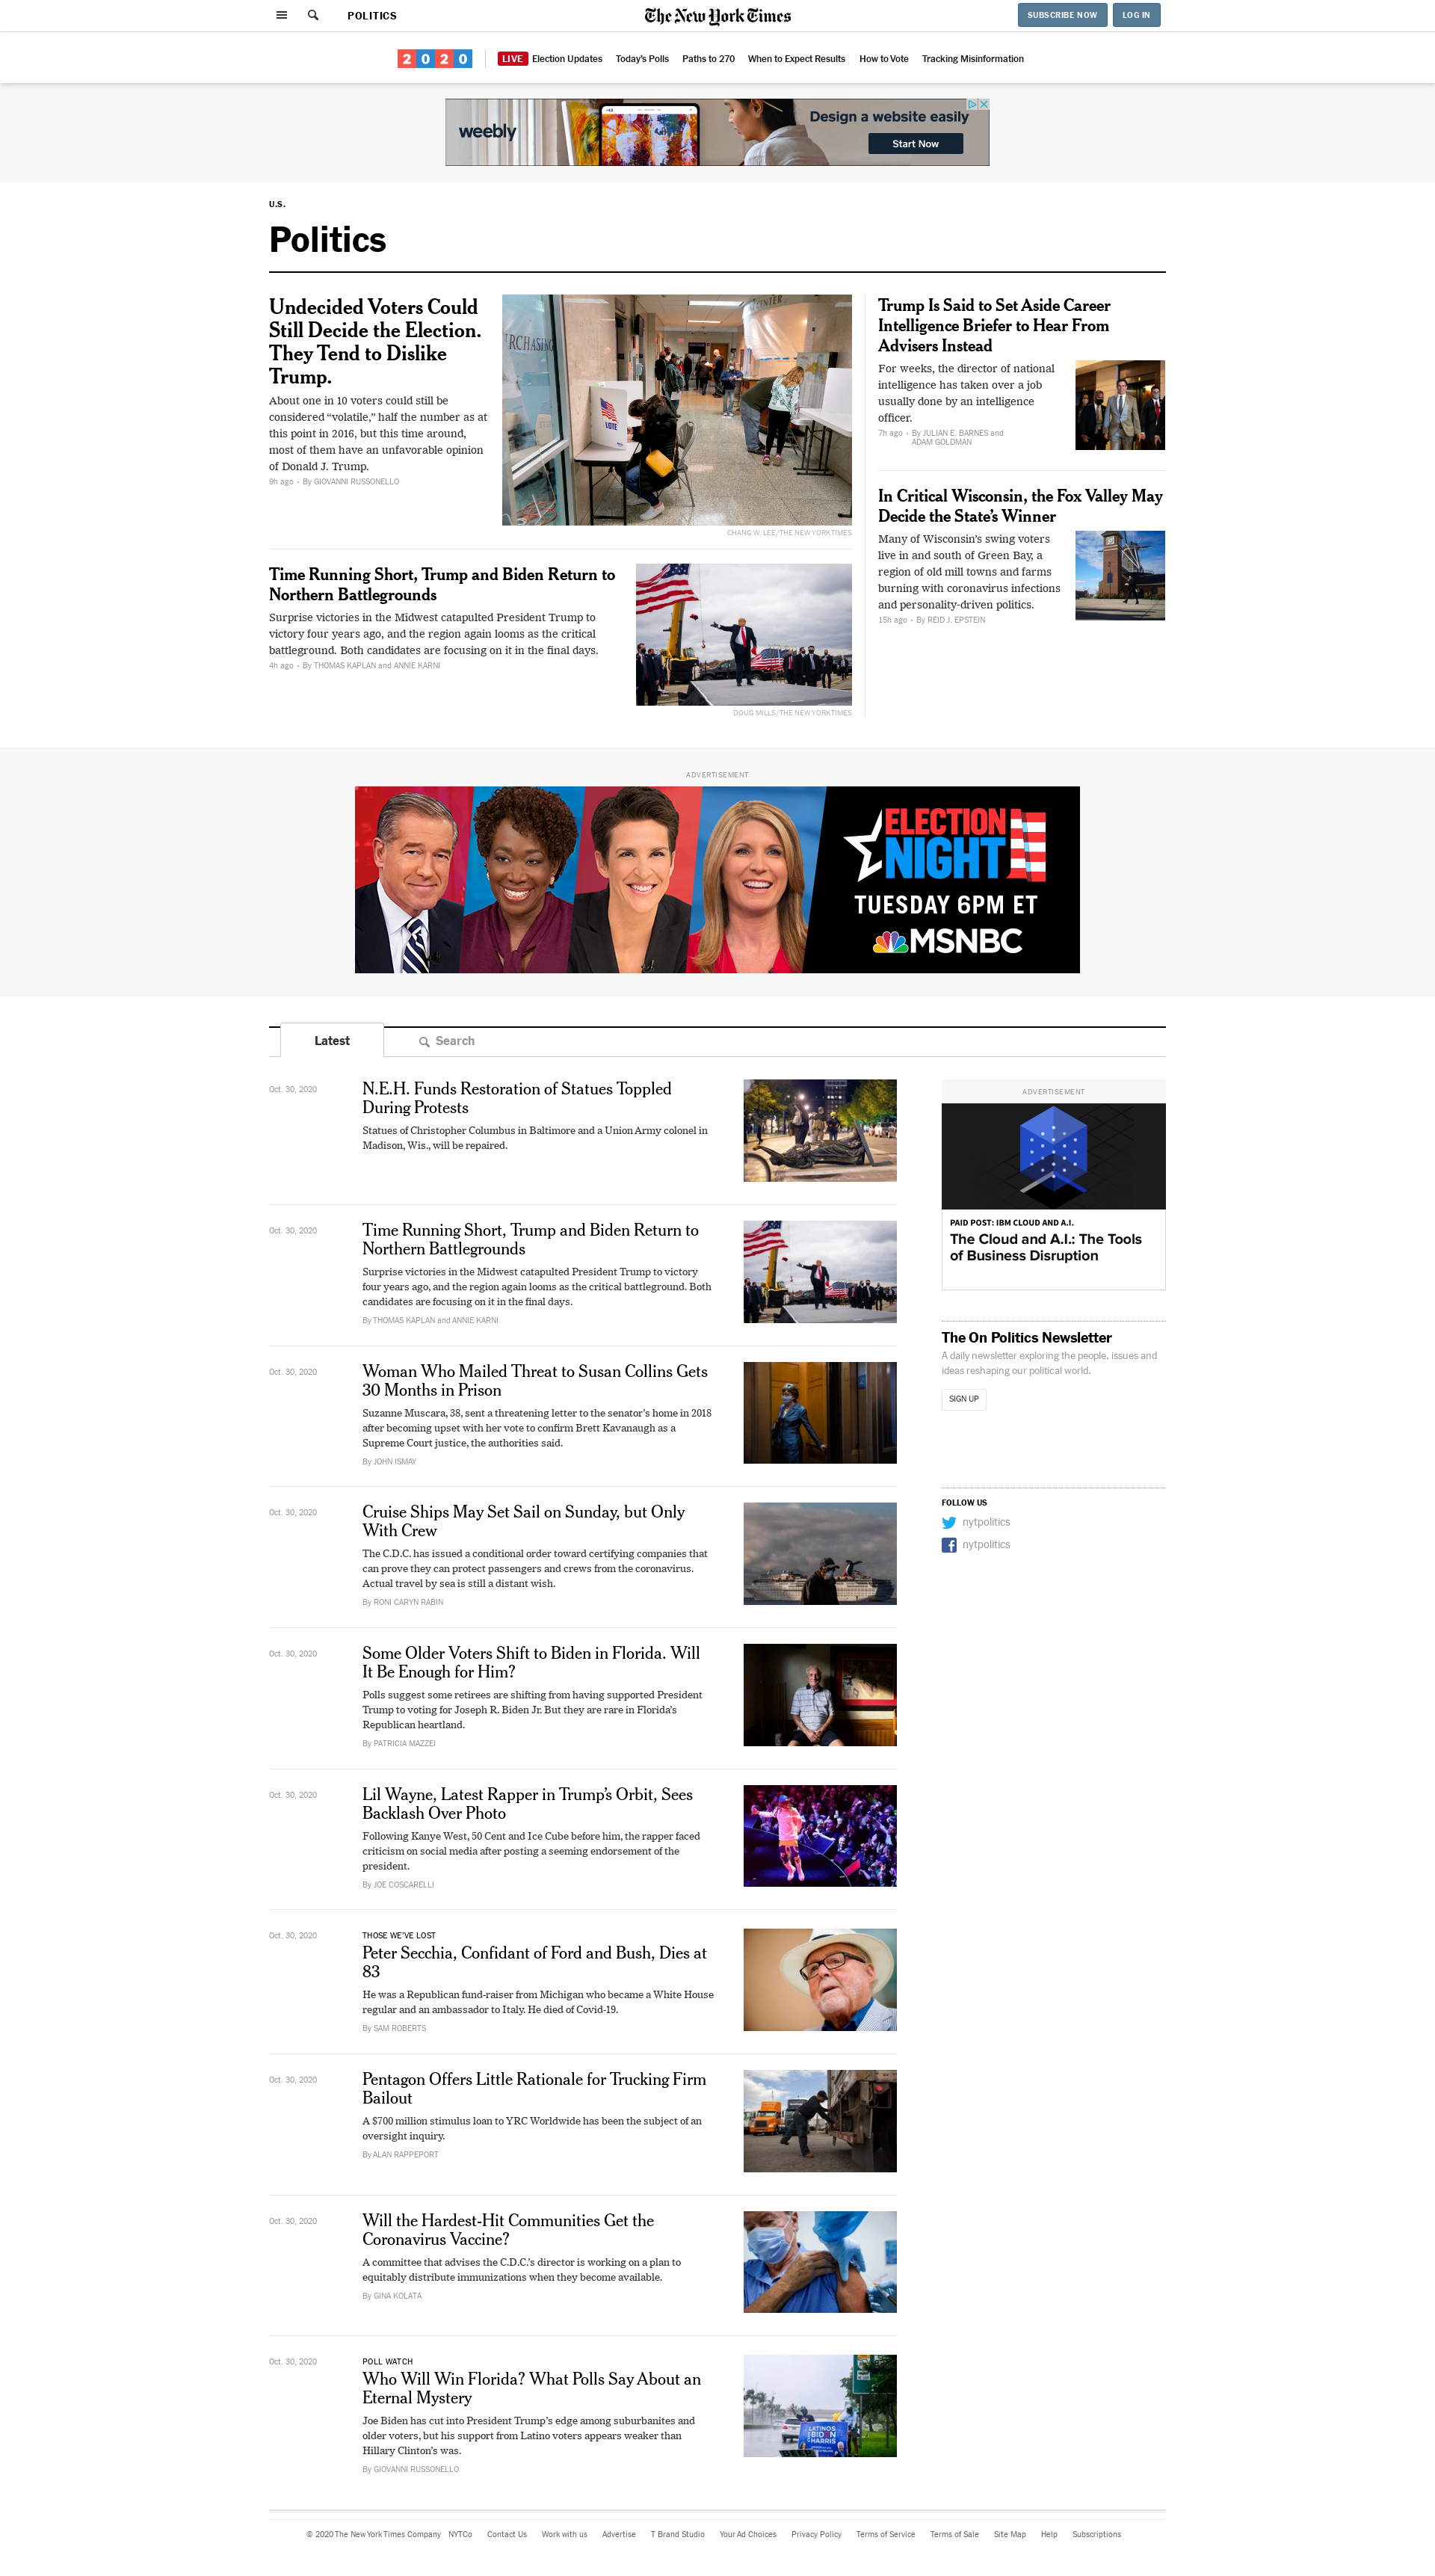 POLITICS
The New York Times
SUBSCRIBE NOW
LOG IN
2020
LIVE Election Updates
Today's Polls
Paths to 270
When to Expect Results
How to Vote
Tracking Misinformation
weebly
Design a website easily
Start Now
U.S.
Politics
Undecided Voters Could
Still Decide the Election.
They Tend to Dislike
Trump.
About one in 10 voters could still be
considered “volatile,” half the number as at
this point in 2016, but this time around,
most of them have an unfavorable opinion
of Donald J. Trump.
9h ago • By GIOVANNI RUSSONELLO
CENTER
RCHASING
VOTE
CHANG W. LEE/THE NEW YORK TIMES
Time Running Short, Trump and Biden Return to
Northern Battlegrounds
Surprise victories in the Midwest catapulted President Trump to
victory four years ago, and the region again looms as the critical
battleground. Both candidates are focusing on it in the final days.
4h ago • By THOMAS KAPLAN and ANNIE KARNI
DOUG MILLS/THE NEW YORK TIMES
Trump Is Said to Set Aside Career
Intelligence Briefer to Hear From
Advisers Instead
For weeks, the director of national
intelligence has taken over a job
usually done by an intelligence
officer.
7h ago • By JULIAN E. BARNES and
ADAM GOLDMAN
In Critical Wisconsin, the Fox Valley May
Decide the State’s Winner
Many of Wisconsin’s swing voters
live in and south of Green Bay, a
region of old mill towns and farms
burning with coronavirus infections
and personality-driven politics.
15h ago • By REID J. EPSTEIN
ADVERTISEMENT
ELECTION
NIGHT
TUESDAY 6PM ET
MSNBC
Latest
Search
Oct. 30, 2020
N.E.H. Funds Restoration of Statues Toppled
During Protests
Statues of Christopher Columbus in Baltimore and a Union Army colonel in
Madison, Wis., will be repaired.
Oct. 30, 2020
Time Running Short, Trump and Biden Return to
Northern Battlegrounds
Surprise victories in the Midwest catapulted President Trump to victory
four years ago, and the region again looms as the critical battleground. Both
candidates are focusing on it in the final days.
By THOMAS KAPLAN and ANNIE KARNI
Oct. 30, 2020
Woman Who Mailed Threat to Susan Collins Gets
30 Months in Prison
Suzanne Muscara, 38, sent a threatening letter to the senator’s home in 2018
after becoming upset with her vote to confirm Brett Kavanaugh as a
Supreme Court justice, the authorities said.
By JOHN ISMAY
Oct. 30, 2020
Cruise Ships May Set Sail on Sunday, but Only
With Crew
The C.D.C. has issued a conditional order toward certifying companies that
can prove they can protect passengers and crews from the coronavirus.
Actual travel by sea is still a distant wish.
By RONI CARYN RABIN
Oct. 30, 2020
Some Older Voters Shift to Biden in Florida. Will
It Be Enough for Him?
Polls suggest some retirees are shifting from having supported President
Trump to voting for Joseph R. Biden Jr. But they are rare in Florida’s
Republican heartland.
By PATRICIA MAZZEI
Oct. 30, 2020
Lil Wayne, Latest Rapper in Trump’s Orbit, Sees
Backlash Over Photo
Following Kanye West, 50 Cent and Ice Cube before him, the rapper faced
criticism on social media after posting a seeming endorsement of the
president.
By JOE COSCARELLI
Oct. 30, 2020
THOSE WE’VE LOST
Peter Secchia, Confidant of Ford and Bush, Dies at
83
He was a Republican fund-raiser from Michigan who became a White House
regular and an ambassador to Italy. He died of Covid-19.
By SAM ROBERTS
Oct. 30, 2020
Pentagon Offers Little Rationale for Trucking Firm
Bailout
A $700 million stimulus loan to YRC Worldwide has been the subject of an
oversight inquiry.
By ALAN RAPPEPORT
Oct. 30, 2020
Will the Hardest-Hit Communities Get the
Coronavirus Vaccine?
A committee that advises the C.D.C.’s director is working on a plan to
equitably distribute immunizations when they become available.
By GINA KOLATA
Oct. 30, 2020
POLL WATCH
Who Will Win Florida? What Polls Say About an
Eternal Mystery
Joe Biden has cut into President Trump’s edge among suburbanites and
older voters, but his support from Latino voters appears weaker than
Hillary Clinton’s was.
By GIOVANNI RUSSONELLO
LATINOS
BIDEN
HARRIS
ADVERTISEMENT
PAID POST: IBM CLOUD AND A.I.
The Cloud and A.I.: The Tools
of Business Disruption
The On Politics Newsletter
A daily newsletter exploring the people, issues and
ideas reshaping our political world.
SIGN UP
FOLLOW US
nytpolitics
nytpolitics
© 2020 The New York Times Company
NYTCo
Contact Us
Work with us
Advertise
T Brand Studio
Your Ad Choices
Privacy Policy
Terms of Service
Terms of Sale
Site Map
Help
Subscriptions